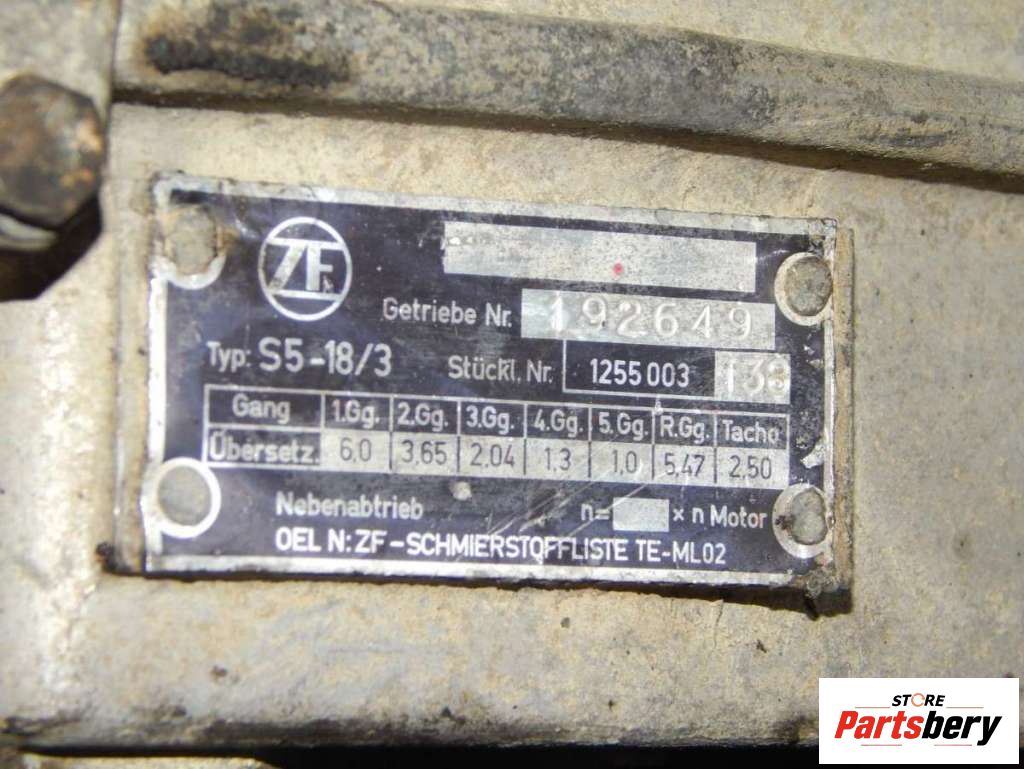 ZF
Getriebe Nr. 192649
Typ: S5-18/3 Stückl. Nr. 1255 003
Gang 1.Gg. 2.Gg. 3.Gg. 4.Gg. 5.Gg. R.Gg. Tacho
Übersetz. 6,0 3,65 2,04 1,3 1,0 5,47 2,50
Nebenabtrieb n= x n Motor
OEL N: ZF-SCHMIERSTOFFLISTE TE-ML02
STORE
Partsbery